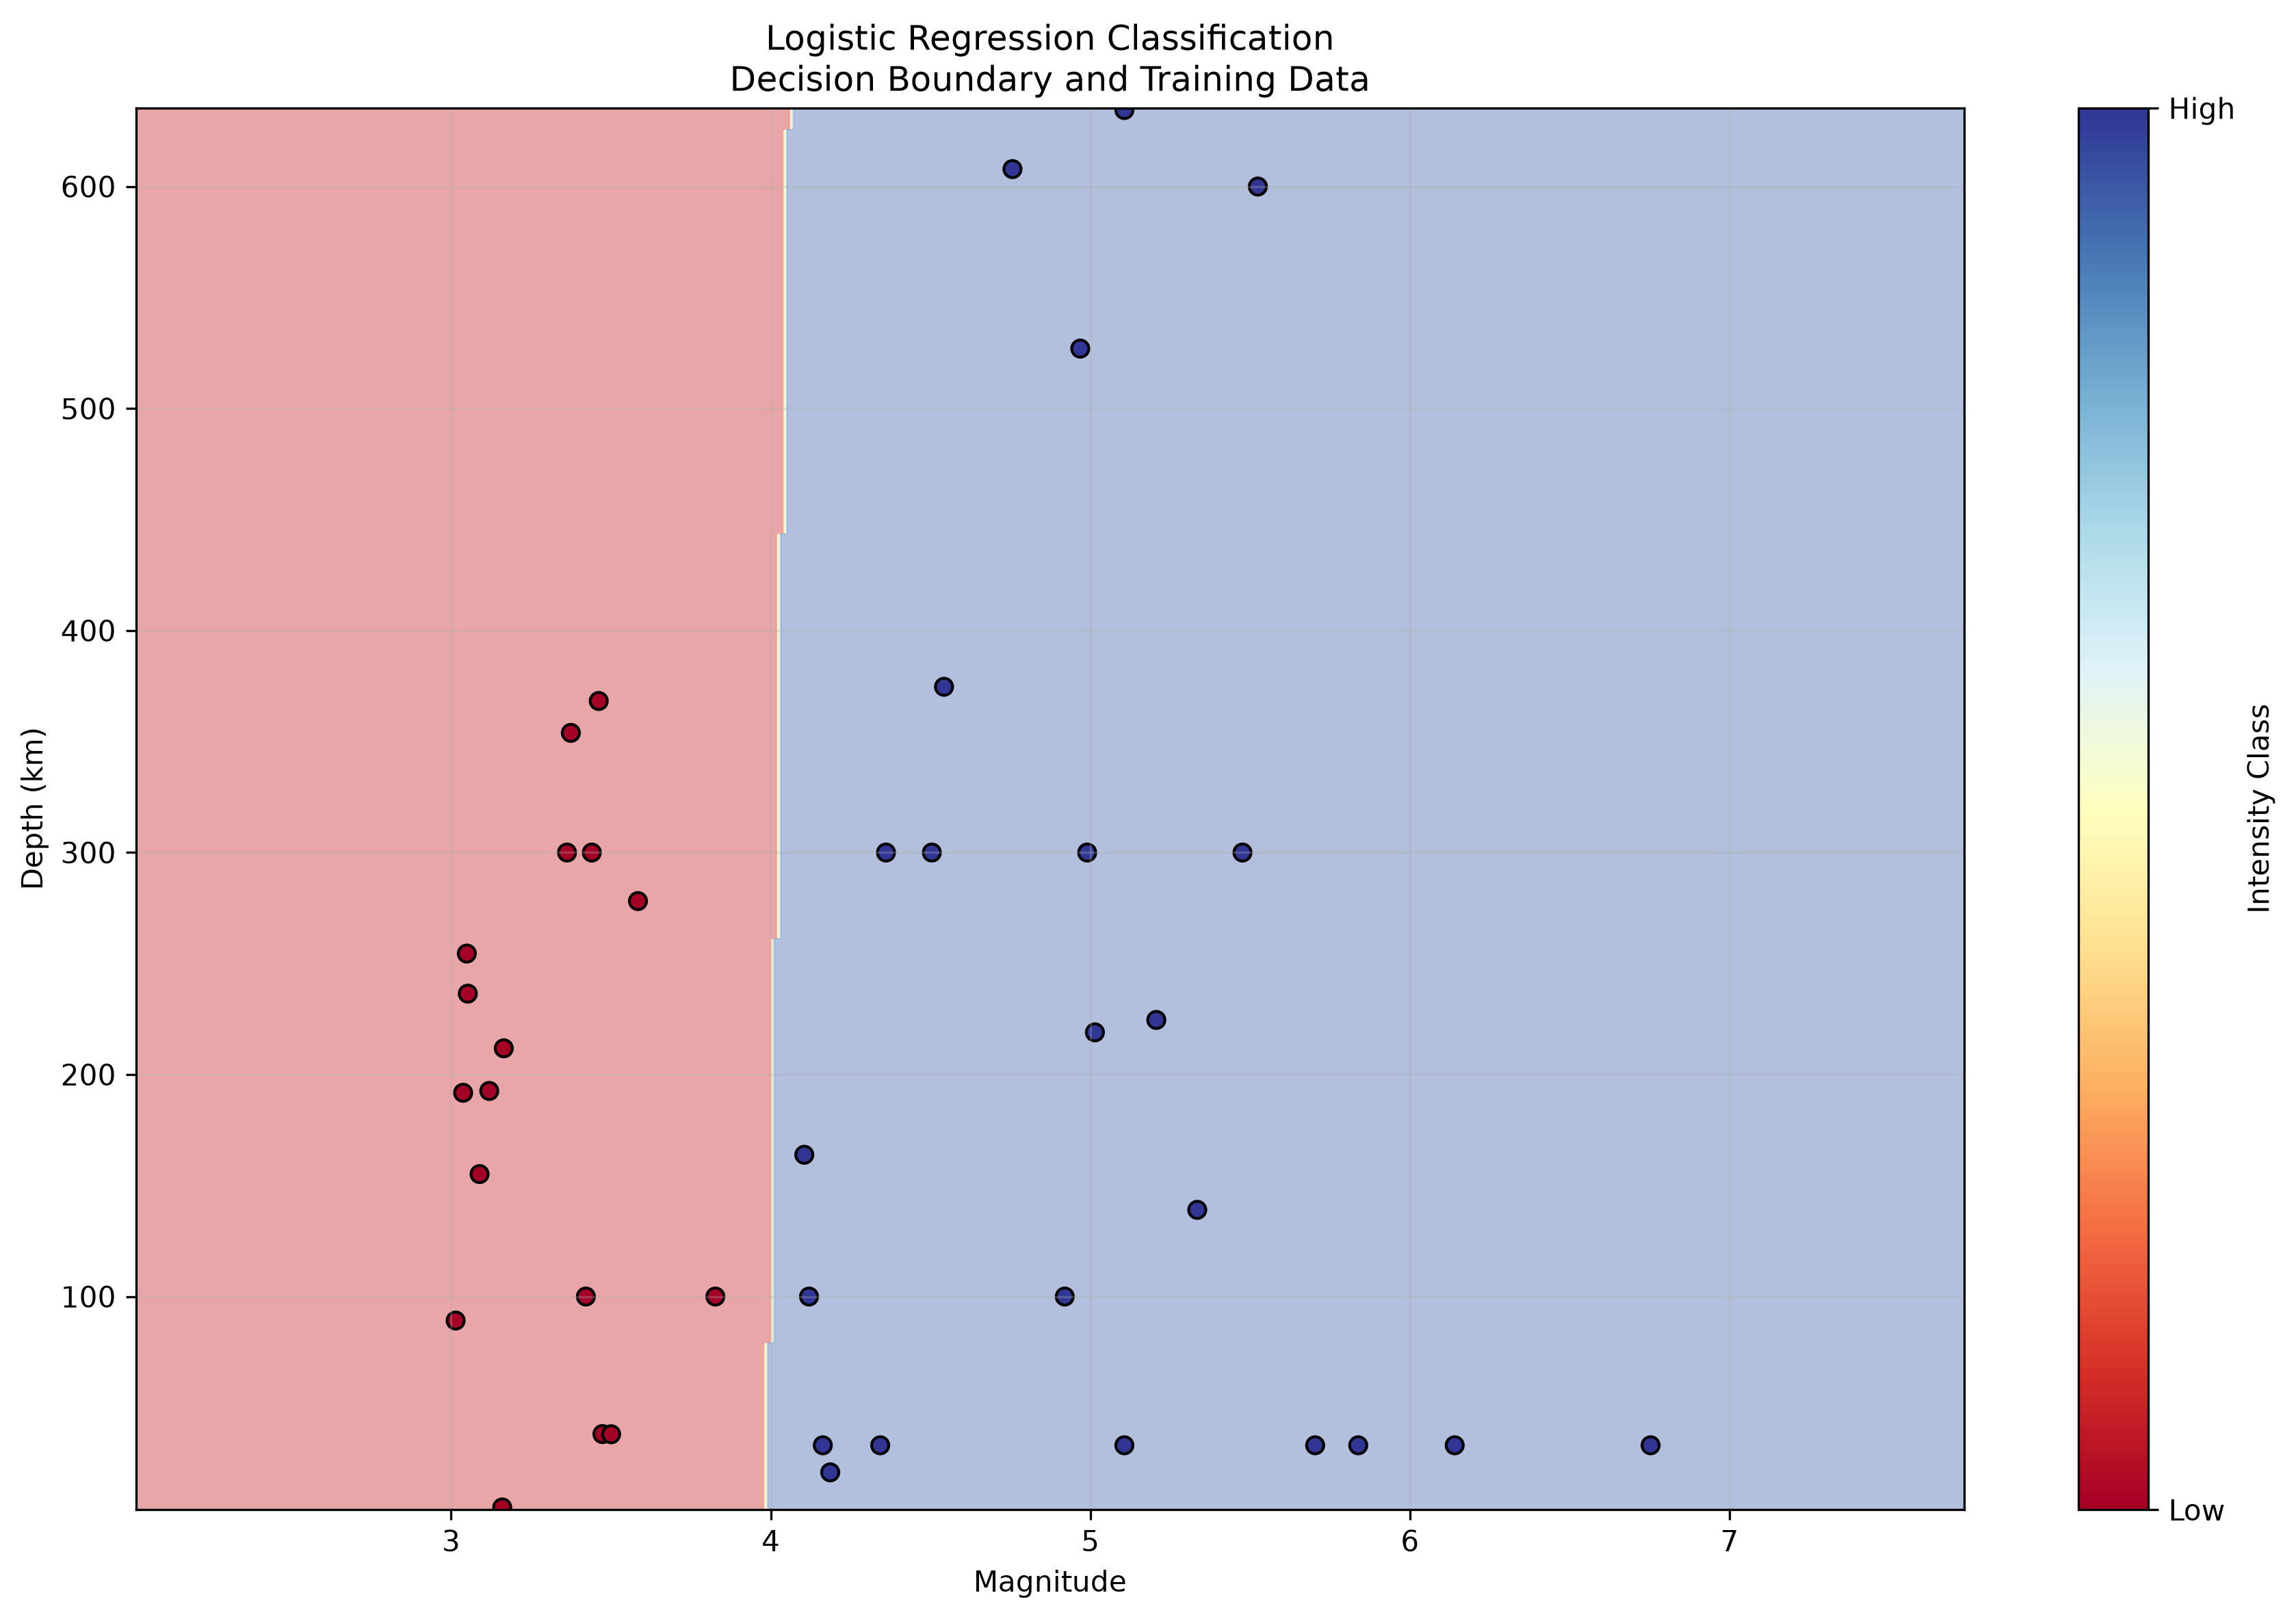 Logistic Regression Classification
Decision Boundary and Training Data
High
600
500
400
300
200
100
Depth (km)
Intensity Class
Low
3
4
5
6
7
Magnitude